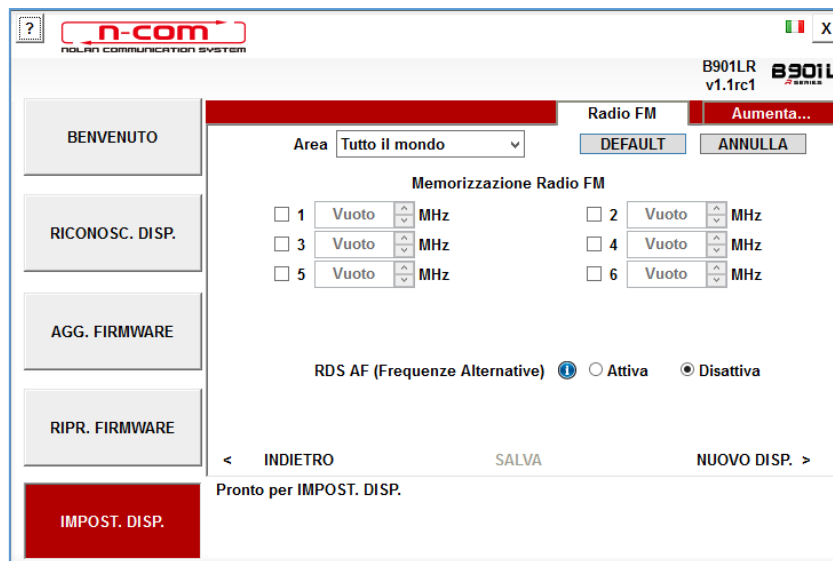 ?
n-com
NOLAN COMMUNICATION SYSTEM
X
B901LR
v1.1rc1
B901L
R SERIES
Radio FM
Aumenta...
BENVENUTO
RICONOSC. DISP.
AGG. FIRMWARE
RIPR. FIRMWARE
IMPOST. DISP.
Area Tutto il mondo
DEFAULT
ANNULLA
Memorizzazione Radio FM
1 Vuoto MHz
2 Vuoto MHz
3 Vuoto MHz
4 Vuoto MHz
5 Vuoto MHz
6 Vuoto MHz
RDS AF (Frequenze Alternative) i Attiva Disattiva
< INDIETRO
SALVA
NUOVO DISP. >
Pronto per IMPOST. DISP.